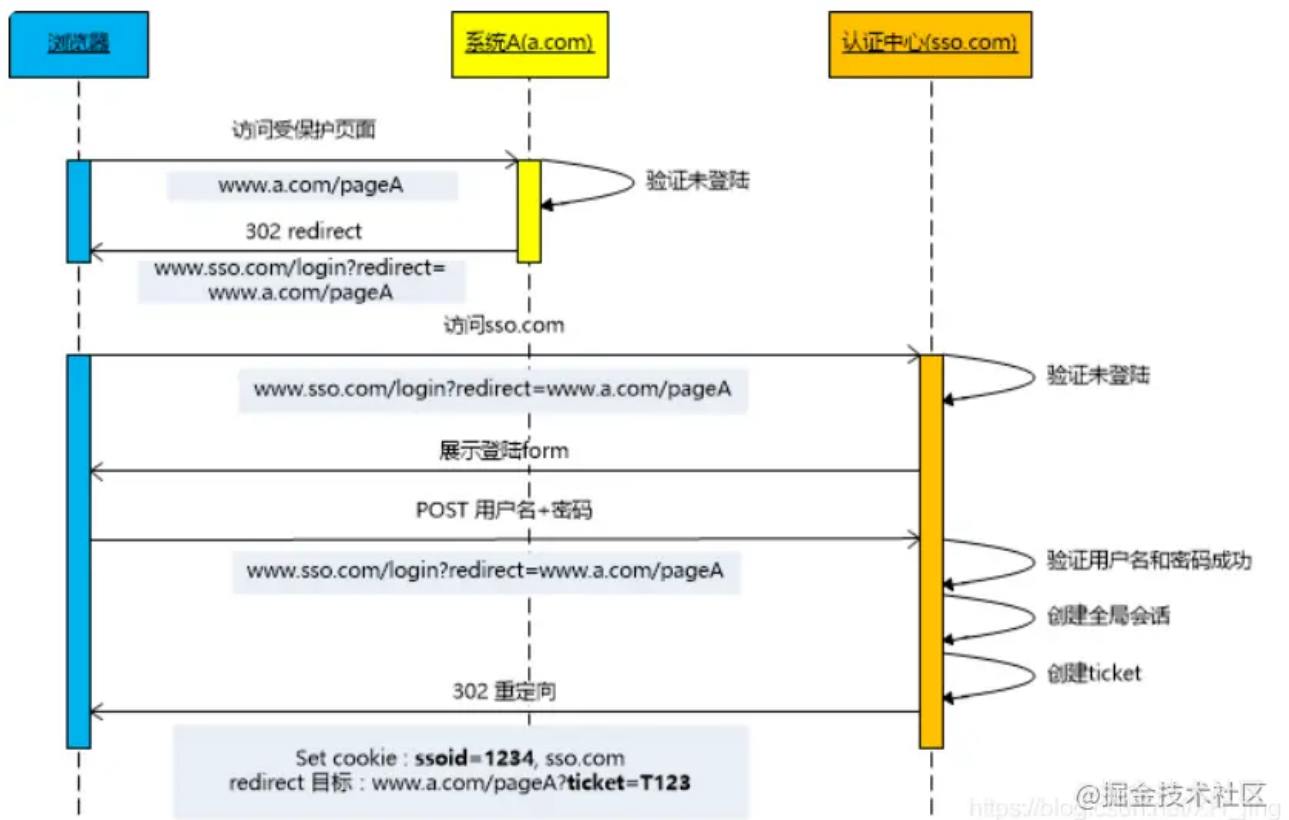 浏览器
系统A(a.com)
认证中心(sso.com)
访问受保护页面
www.a.com/pageA
验证未登陆
302 redirect
www.sso.com/login?redirect=
www.a.com/pageA
访问sso.com
www.sso.com/login?redirect=www.a.com/pageA
验证未登陆
展示登陆form
POST 用户名+密码
www.sso.com/login?redirect=www.a.com/pageA
验证用户名和密码成功
创建全局会话
创建ticket
302 重定向
Set cookie : ssoid=1234, sso.com
redirect 目标 : www.a.com/pageA?ticket=T123
@掘金技术社区